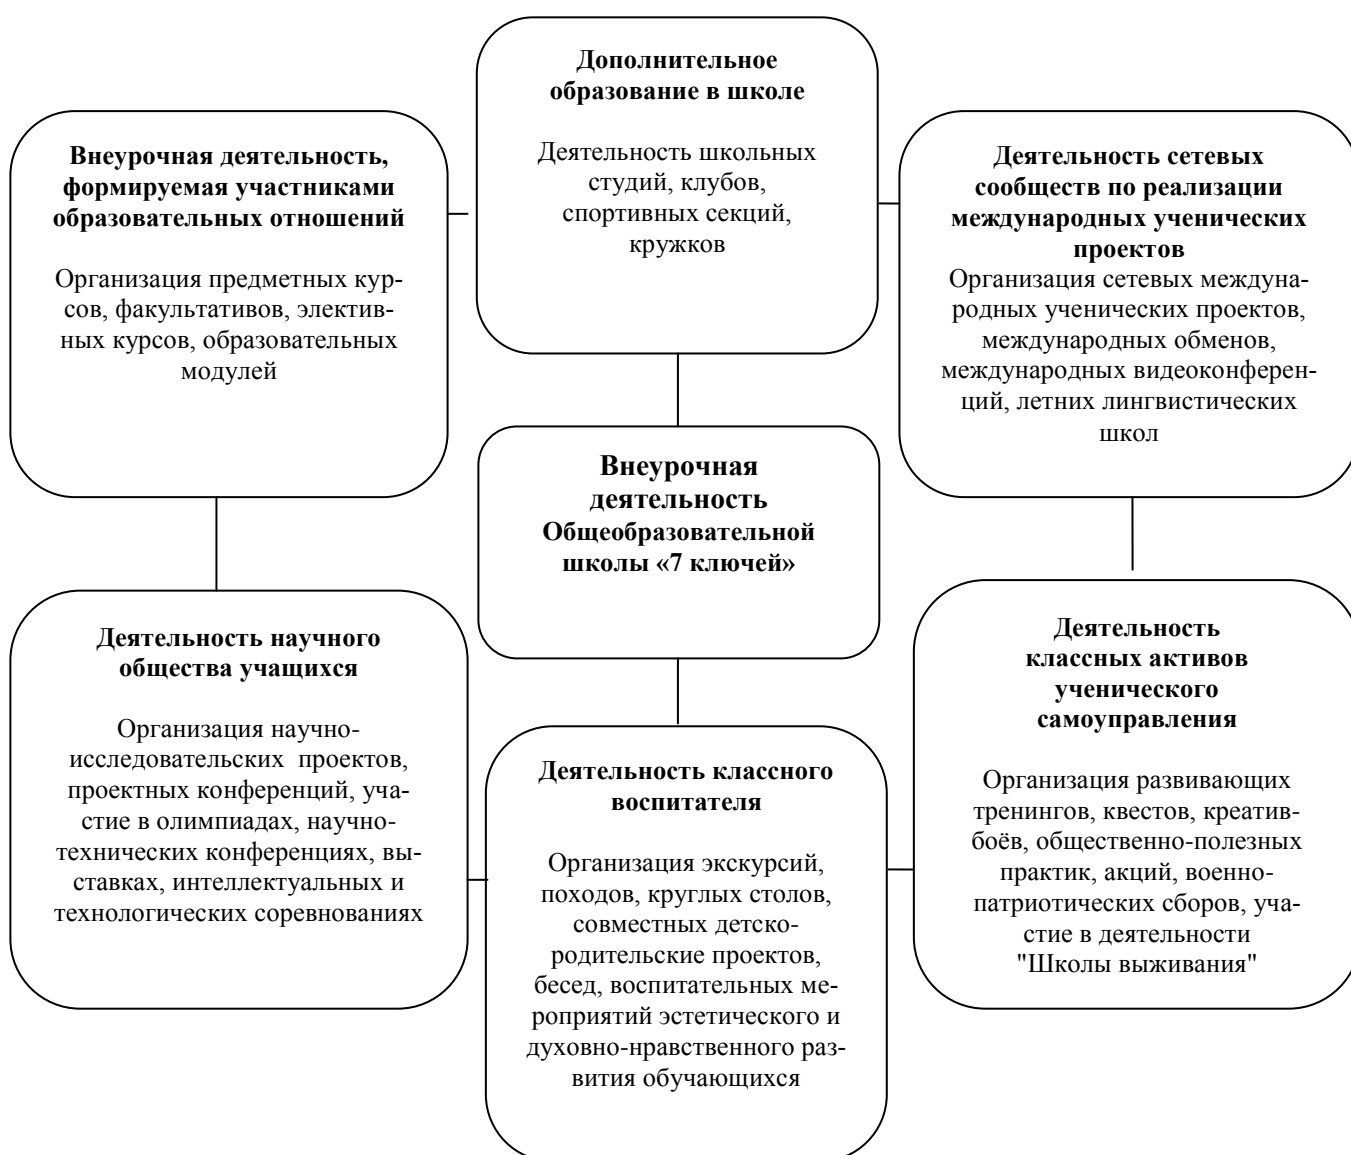 Дополнительное
образование в школе
Деятельность школьных
студий, клубов,
спортивных секций,
кружков
Внеурочная деятельность,
формируемая участниками
образовательных отношений
Организация предметных кур-
сов, факультативов, электив-
ных курсов, образовательных
модулей
Деятельность сетевых
сообществ по реализации
международных ученических
проектов
Организация сетевых междуна-
родных ученических проектов,
международных обменов,
международных видеоконферен-
ций, летних лингвистических
школ
Внеурочная
деятельность
Общеобразовательной
школы «7 ключей»
Деятельность научного
общества учащихся
Организация научно-
исследовательских  проектов,
проектных конференций, уча-
стие в олимпиадах, научно-
технических конференциях, вы-
ставках, интеллектуальных и
технологических соревнованиях
Деятельность классного
воспитателя
Организация экскурсий,
походов, круглых столов,
совместных детско-
родительские проектов,
бесед, воспитательных ме-
роприятий эстетического и
духовно-нравственного раз-
вития обучающихся
Деятельность
классных активов
ученического
самоуправления
Организация развивающих
тренингов, квестов, креатив-
боёв, общественно-полезных
практик, акций, военно-
патриотических сборов, уча-
стие в деятельности
"Школы выживания"